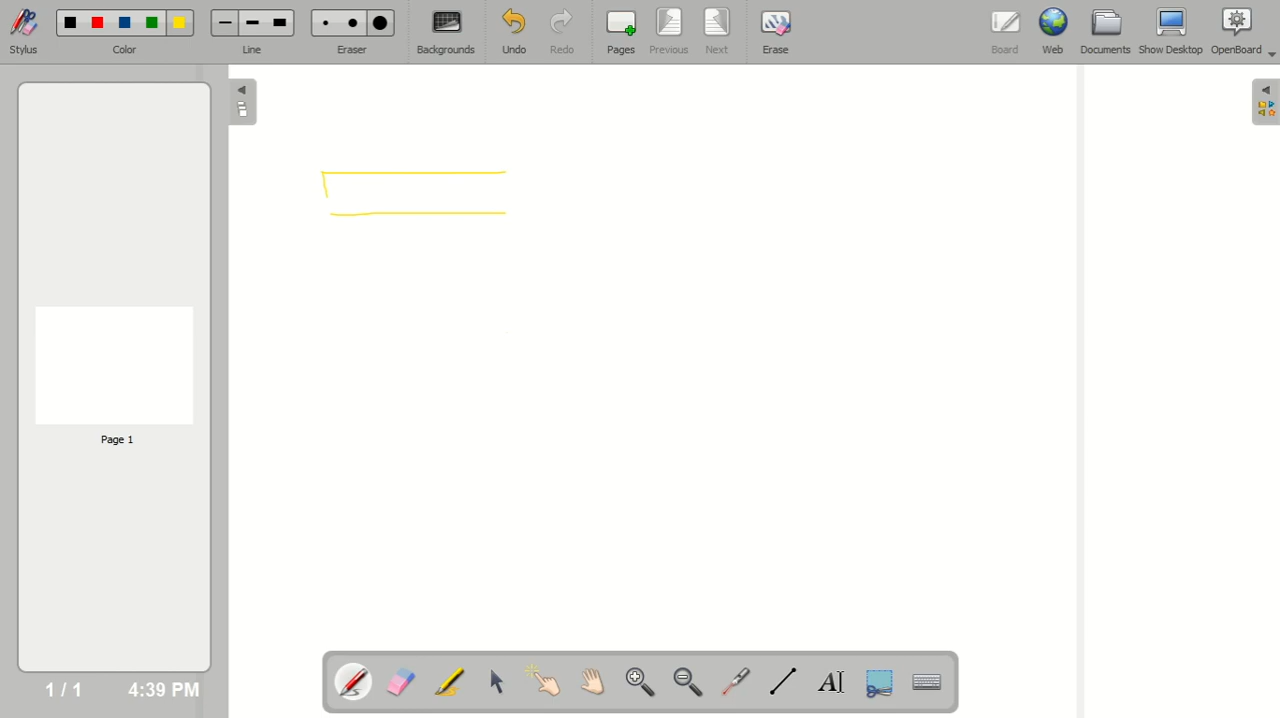 Stylus Color Line Eraser Backgrounds Undo Redo Pages Previous Next Erase Board Web Documents Show Desktop OpenBoard
Page 1
1 / 1 4:39 PM
AI